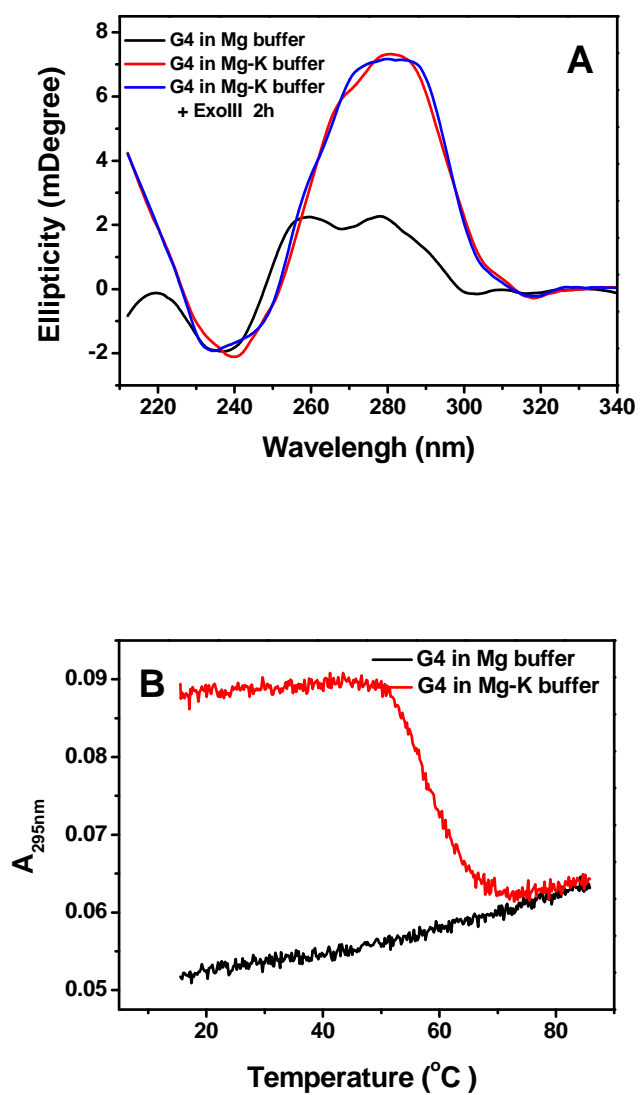 G4 in Mg buffer
G4 in Mg-K buffer
G4 in Mg-K buffer
+ ExoIII 2h
A
8
6
4
2
0
-2
Ellipticity (mDegree)
220 240 260 280 300 320 340
Wavelengh (nm)
B
G4 in Mg buffer
G4 in Mg-K buffer
0.09
0.08
0.07
0.06
0.05
A295nm
20 40 60 80
Temperature (oC )